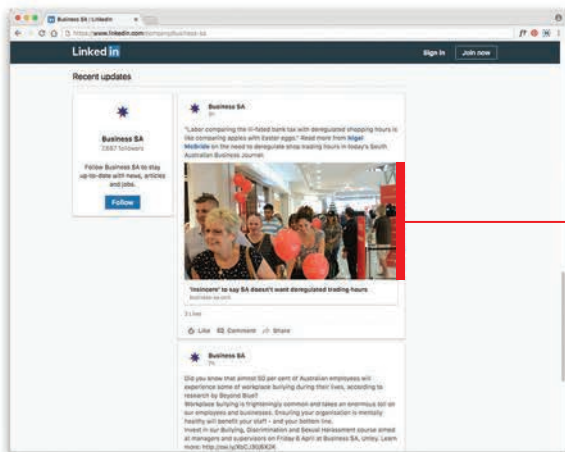 Business SA | LinkedIn
https://www.linkedin.com/company/business-sa
Linked in
Sign in
Join now
Recent updates
Business SA
followers
Follow Business SA to stay
up-to-date with news, articles
and jobs.
Follow
Business SA
"Labor comparing the ill-fated bank tax with deregulated shopping hours is
like comparing apples with Easter eggs." Read more from Nigel
McBride on the need to deregulate shop trading hours in today's South
Australian Business Journal.
'Insincere' to say SA doesn't want deregulated trading hours
business-sa.com
Likes
Like
Comment
Share
Business SA
Did you know that almost 50 per cent of Australian employees will
experience some of workplace bullying during their lives, according to
research by Beyond Blue?
Workplace bullying is frighteningly common and takes an enormous toll on
our employees and businesses. Ensuring your organisation is mentally
healthy will benefit your staff - and your bottom line.
Invest in our Bullying, Discrimination and Sexual Harassment course aimed
at managers and supervisors on Friday 6 April at Business SA, Unley. Learn
more: